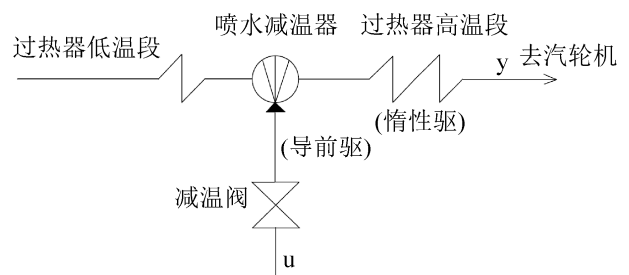 喷水减温器
过热器高温段
过热器低温段
y
去汽轮机
(惰性驱)
(导前驱)
减温阀
u